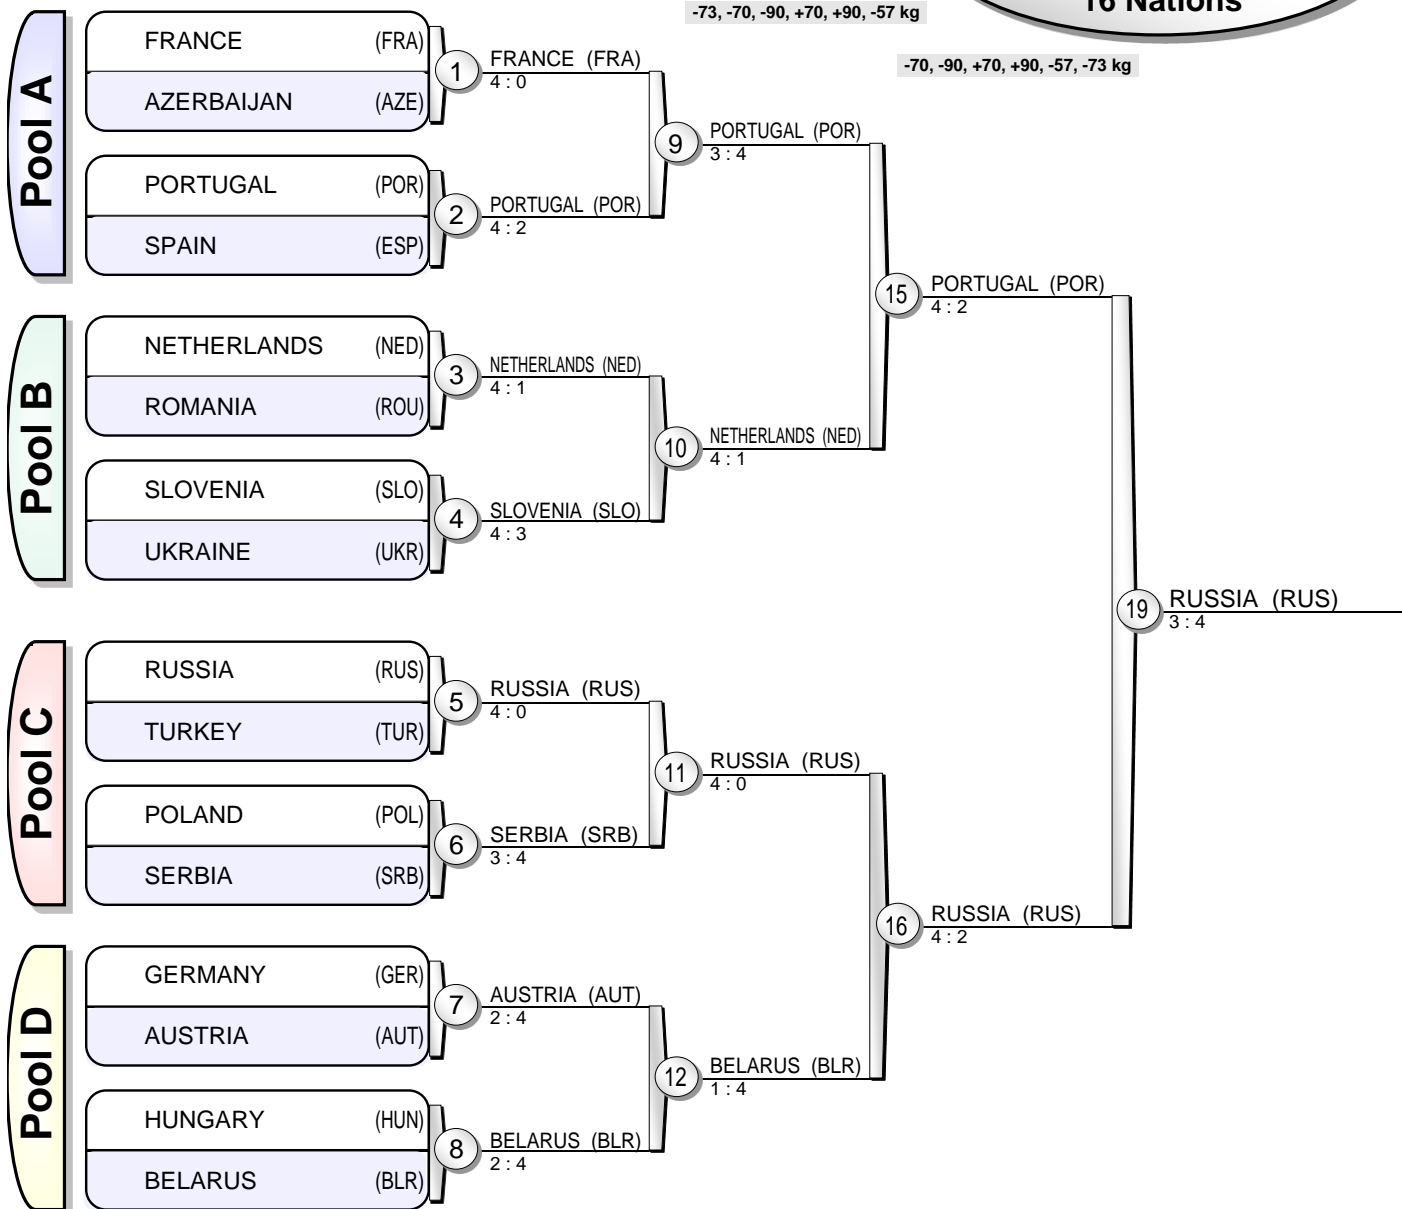 16 Nations
-73, -70, -90, +70, +90, -57 kg
-70, -90, +70, +90, -57, -73 kg
Pool A
FRANCE (FRA)
AZERBAIJAN (AZE)
1
FRANCE (FRA)
4 : 0
PORTUGAL (POR)
SPAIN (ESP)
2
PORTUGAL (POR)
4 : 2
9
PORTUGAL (POR)
3 : 4
Pool B
NETHERLANDS (NED)
ROMANIA (ROU)
3
NETHERLANDS (NED)
4 : 1
SLOVENIA (SLO)
UKRAINE (UKR)
4
SLOVENIA (SLO)
4 : 3
10
NETHERLANDS (NED)
4 : 1
15
PORTUGAL (POR)
4 : 2
Pool C
RUSSIA (RUS)
TURKEY (TUR)
5
RUSSIA (RUS)
4 : 0
POLAND (POL)
SERBIA (SRB)
6
SERBIA (SRB)
3 : 4
11
RUSSIA (RUS)
4 : 0
Pool D
GERMANY (GER)
AUSTRIA (AUT)
7
AUSTRIA (AUT)
2 : 4
HUNGARY (HUN)
BELARUS (BLR)
8
BELARUS (BLR)
2 : 4
12
BELARUS (BLR)
1 : 4
16
RUSSIA (RUS)
4 : 2
19
RUSSIA (RUS)
3 : 4